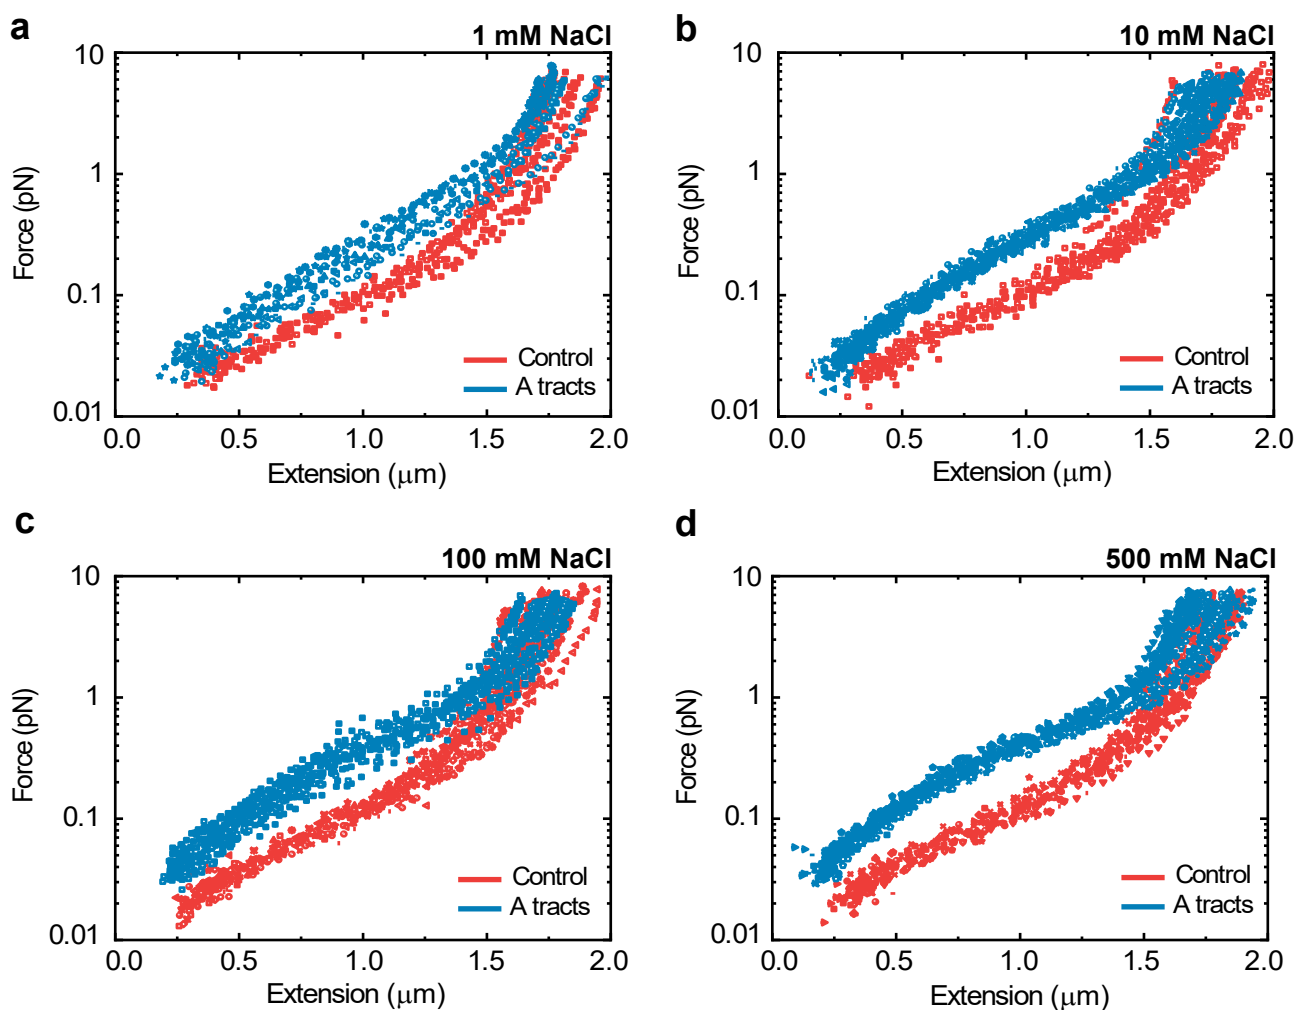 a
1 mM NaCl
10
1
0.1
0.01
Force (pN)
0.0 0.5 1.0 1.5 2.0
Extension (μm)
Control
A tracts
b
10 mM NaCl
10
1
0.1
0.01
Force (pN)
0.0 0.5 1.0 1.5 2.0
Extension (μm)
Control
A tracts
c
100 mM NaCl
10
1
0.1
0.01
Force (pN)
0.0 0.5 1.0 1.5 2.0
Extension (μm)
Control
A tracts
d
500 mM NaCl
10
1
0.1
0.01
Force (pN)
0.0 0.5 1.0 1.5 2.0
Extension (μm)
Control
A tracts